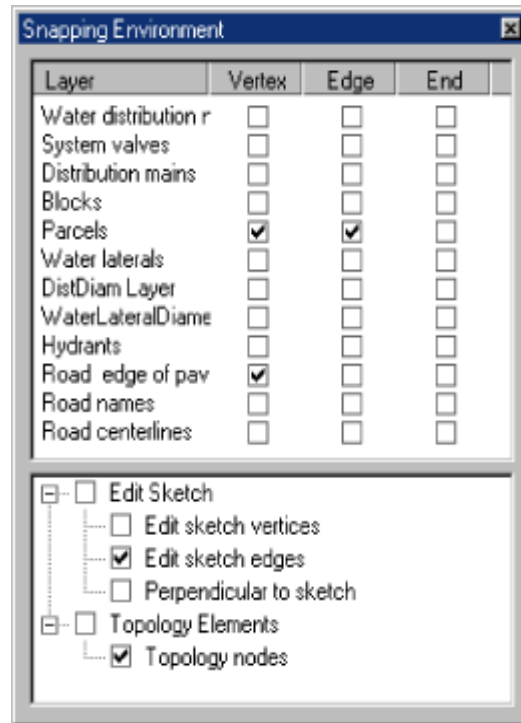 Snapping Environment
Layer Vertex Edge End
Water distribution r
System valves
Distribution mains
Blocks
Parcels
Water laterals
DistDiam Layer
WaterLateralDiame
Hydrants
Road edge of pav
Road names
Road centerlines
Edit Sketch
Edit sketch vertices
Edit sketch edges
Perpendicular to sketch
Topology Elements
Topology nodes